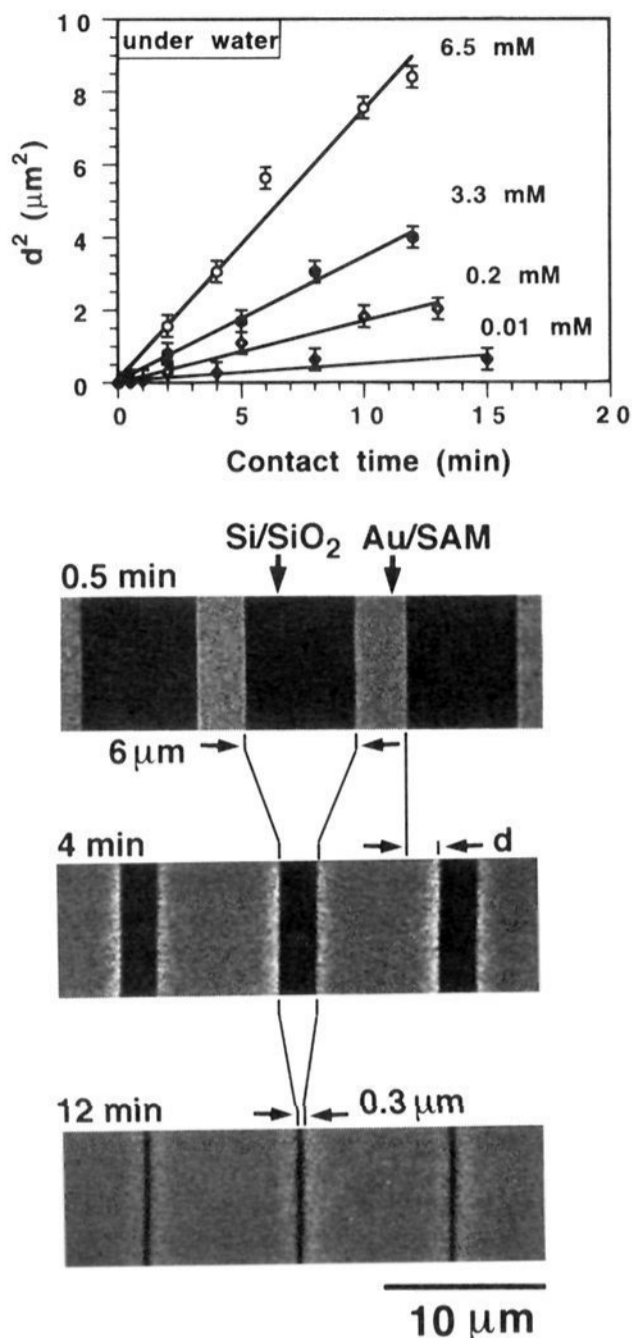 10
under water
6.5 mM
8
6
d² (µm²)
3.3 mM
4
0.2 mM
2
0.01 mM
0
0 5 10 15 20
Contact time (min)
Si/SiO₂ Au/SAM
0.5 min
6 µm
4 min
d
12 min
0.3 µm
10 µm